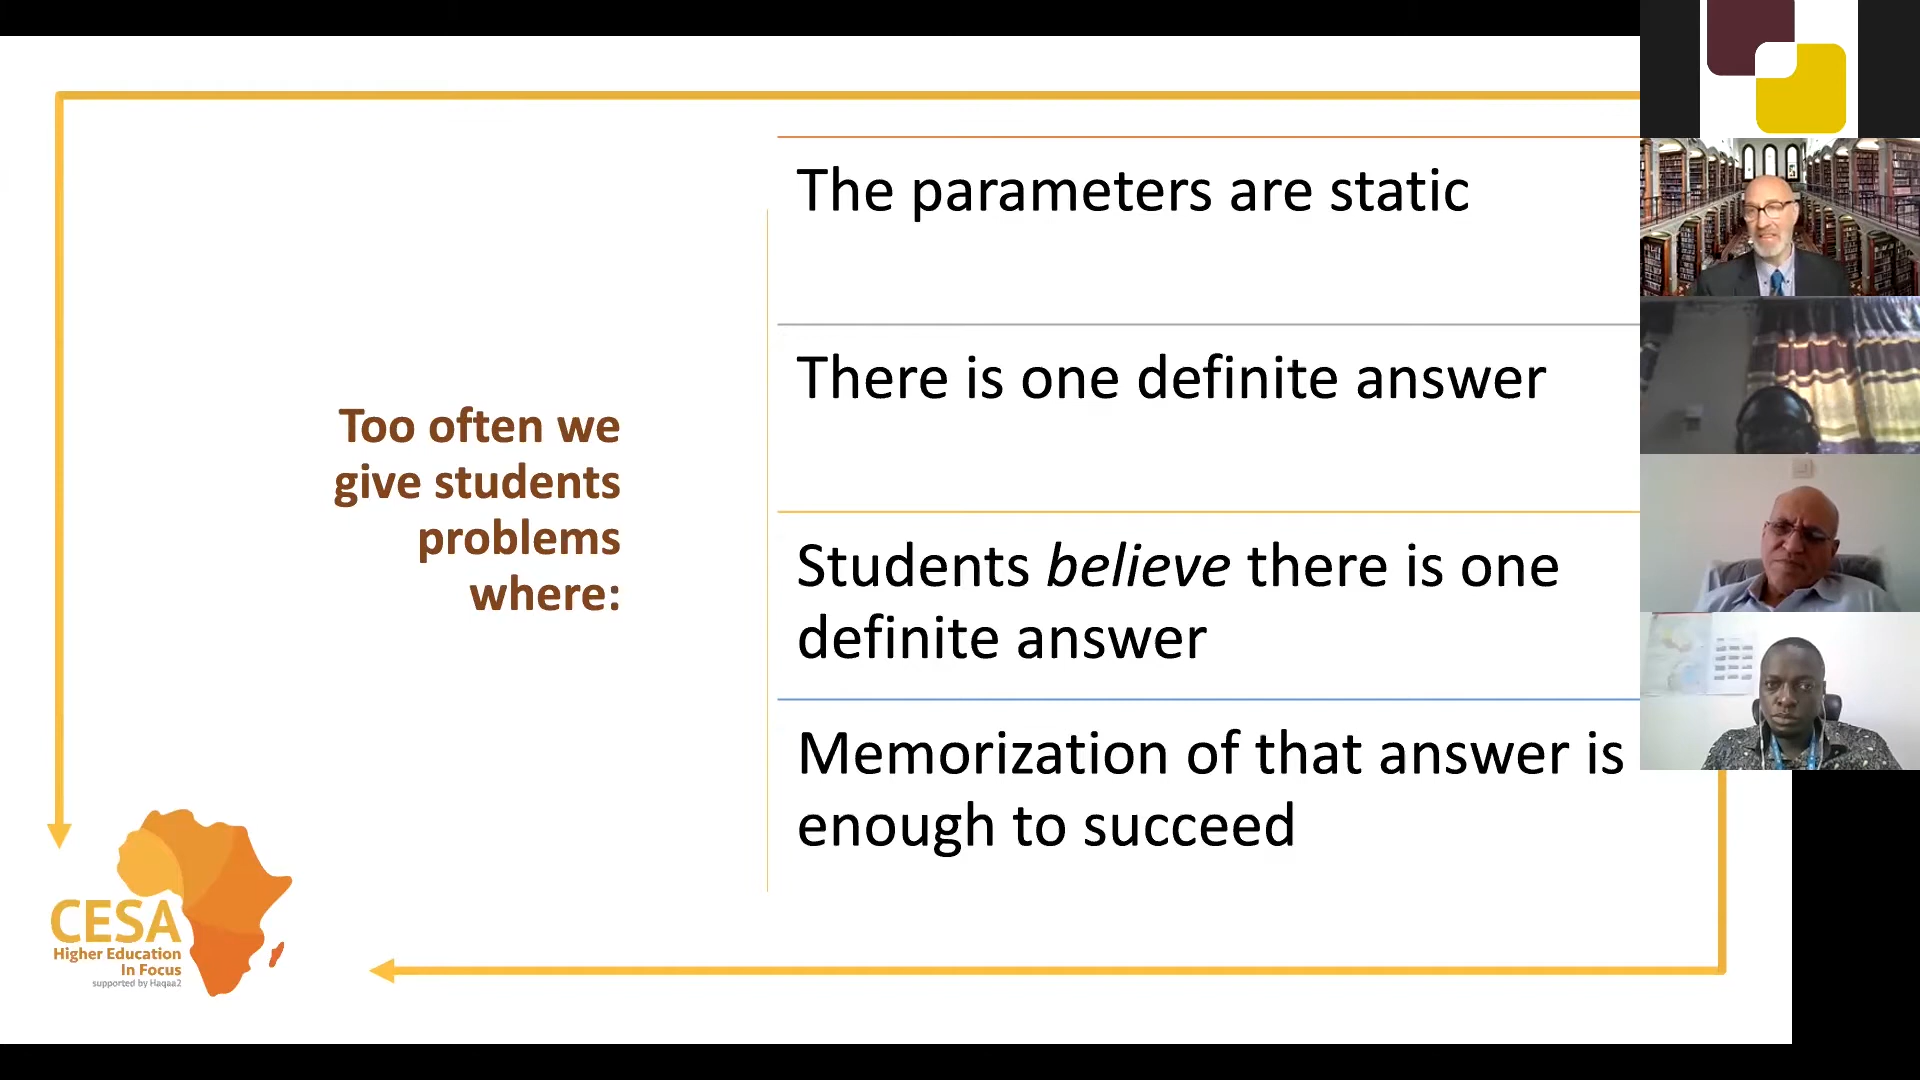 Too often we
give students
problems
where:
The parameters are static
There is one definite answer
Students believe there is one
definite answer
Memorization of that answer is
enough to succeed
CESA
Higher Education
In Focus
supported by Haqaa2